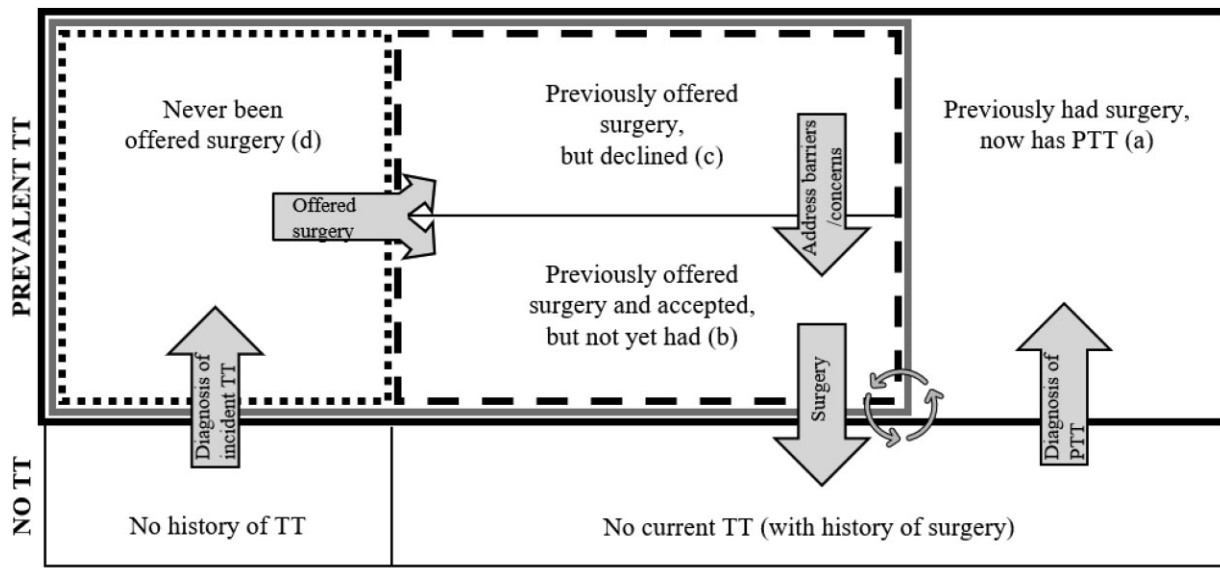 PREVALENT TT
Never been
offered surgery (d)
Previously offered
surgery,
but declined (c)
Previously had surgery,
now has PTT (a)
Offered
surgery
Address barriers
/concerns
Previously offered
surgery and accepted,
but not yet had (b)
Diagnosis of
incident TT
Surgery
Diagnosis of
PTT
NO TT
No history of TT
No current TT (with history of surgery)